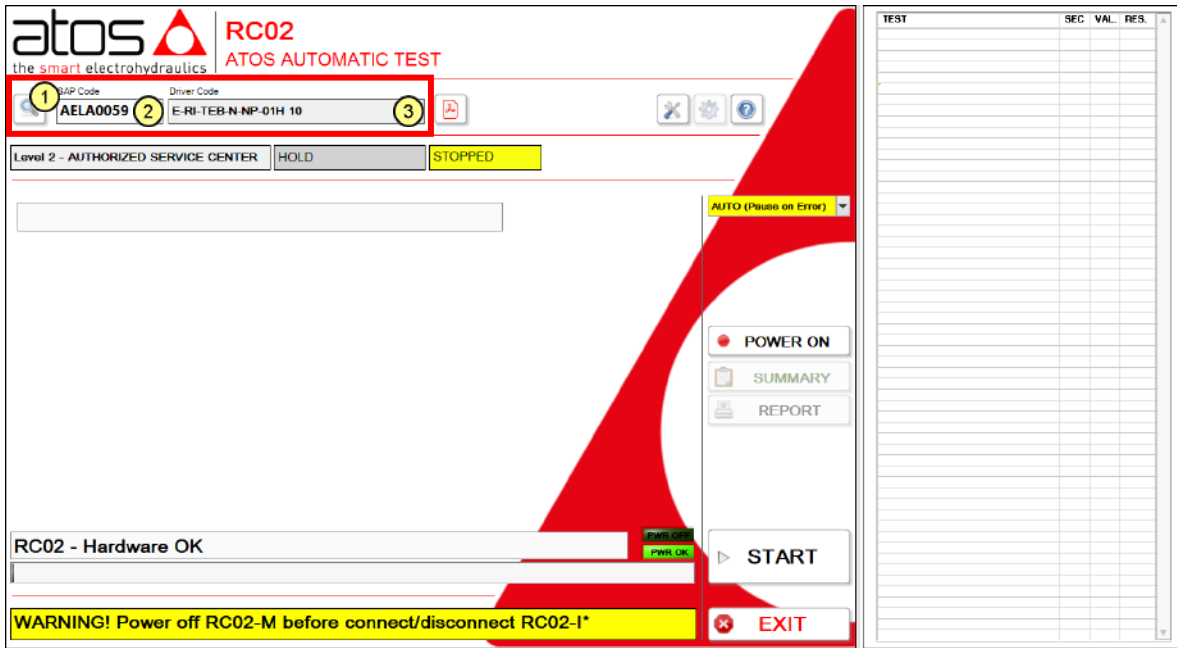 atos
the smart electrohydraulics
RC02
ATOS AUTOMATIC TEST
SAP Code
Driver Code
1
AELA0059
2
E-RI-TEB-N-NP-01H 10
3
Level 2 - AUTHORIZED SERVICE CENTER
HOLD
STOPPED
AUTO (Pause on Error)
POWER ON
SUMMARY
REPORT
RC02 - Hardware OK
PWR OFF
PWR OK
START
WARNING! Power off RC02-M before connect/disconnect RC02-I*
EXIT
TEST SEC VAL. RES.